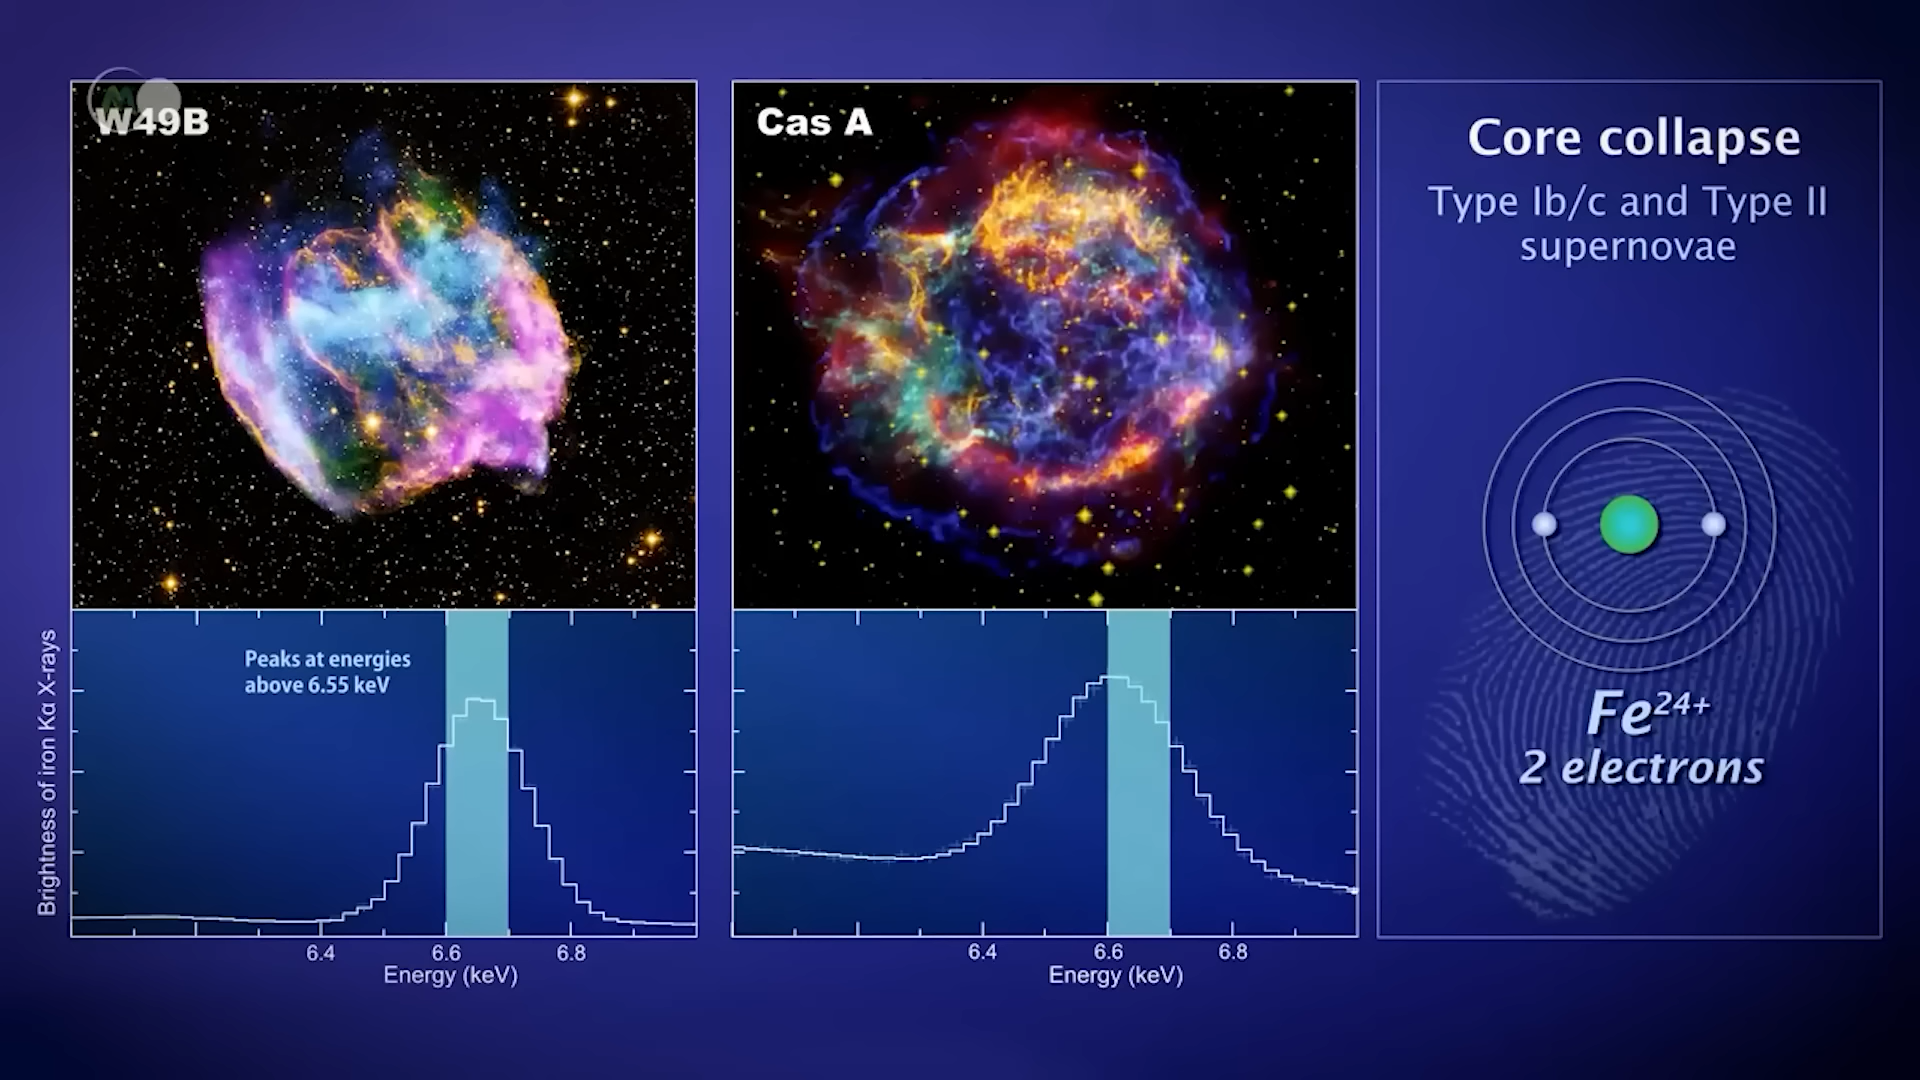 W49B
Cas A
Core collapse
Type Ib/c and Type II
supernovae
Peaks at energies
above 6.55 keV
Brightness of iron Kα X-rays
6.4 6.6 6.8
Energy (keV)
6.4 6.6 6.8
Energy (keV)
Fe²⁴⁺
2 electrons